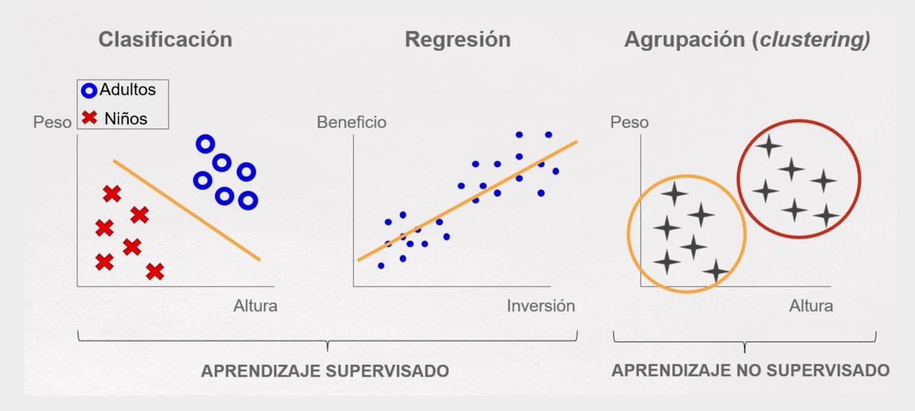 Clasificación
Regresión
Agrupación (clustering)
Adultos
Niños
Peso
Altura
Beneficio
Inversión
Peso
Altura
APRENDIZAJE SUPERVISADO
APRENDIZAJE NO SUPERVISADO